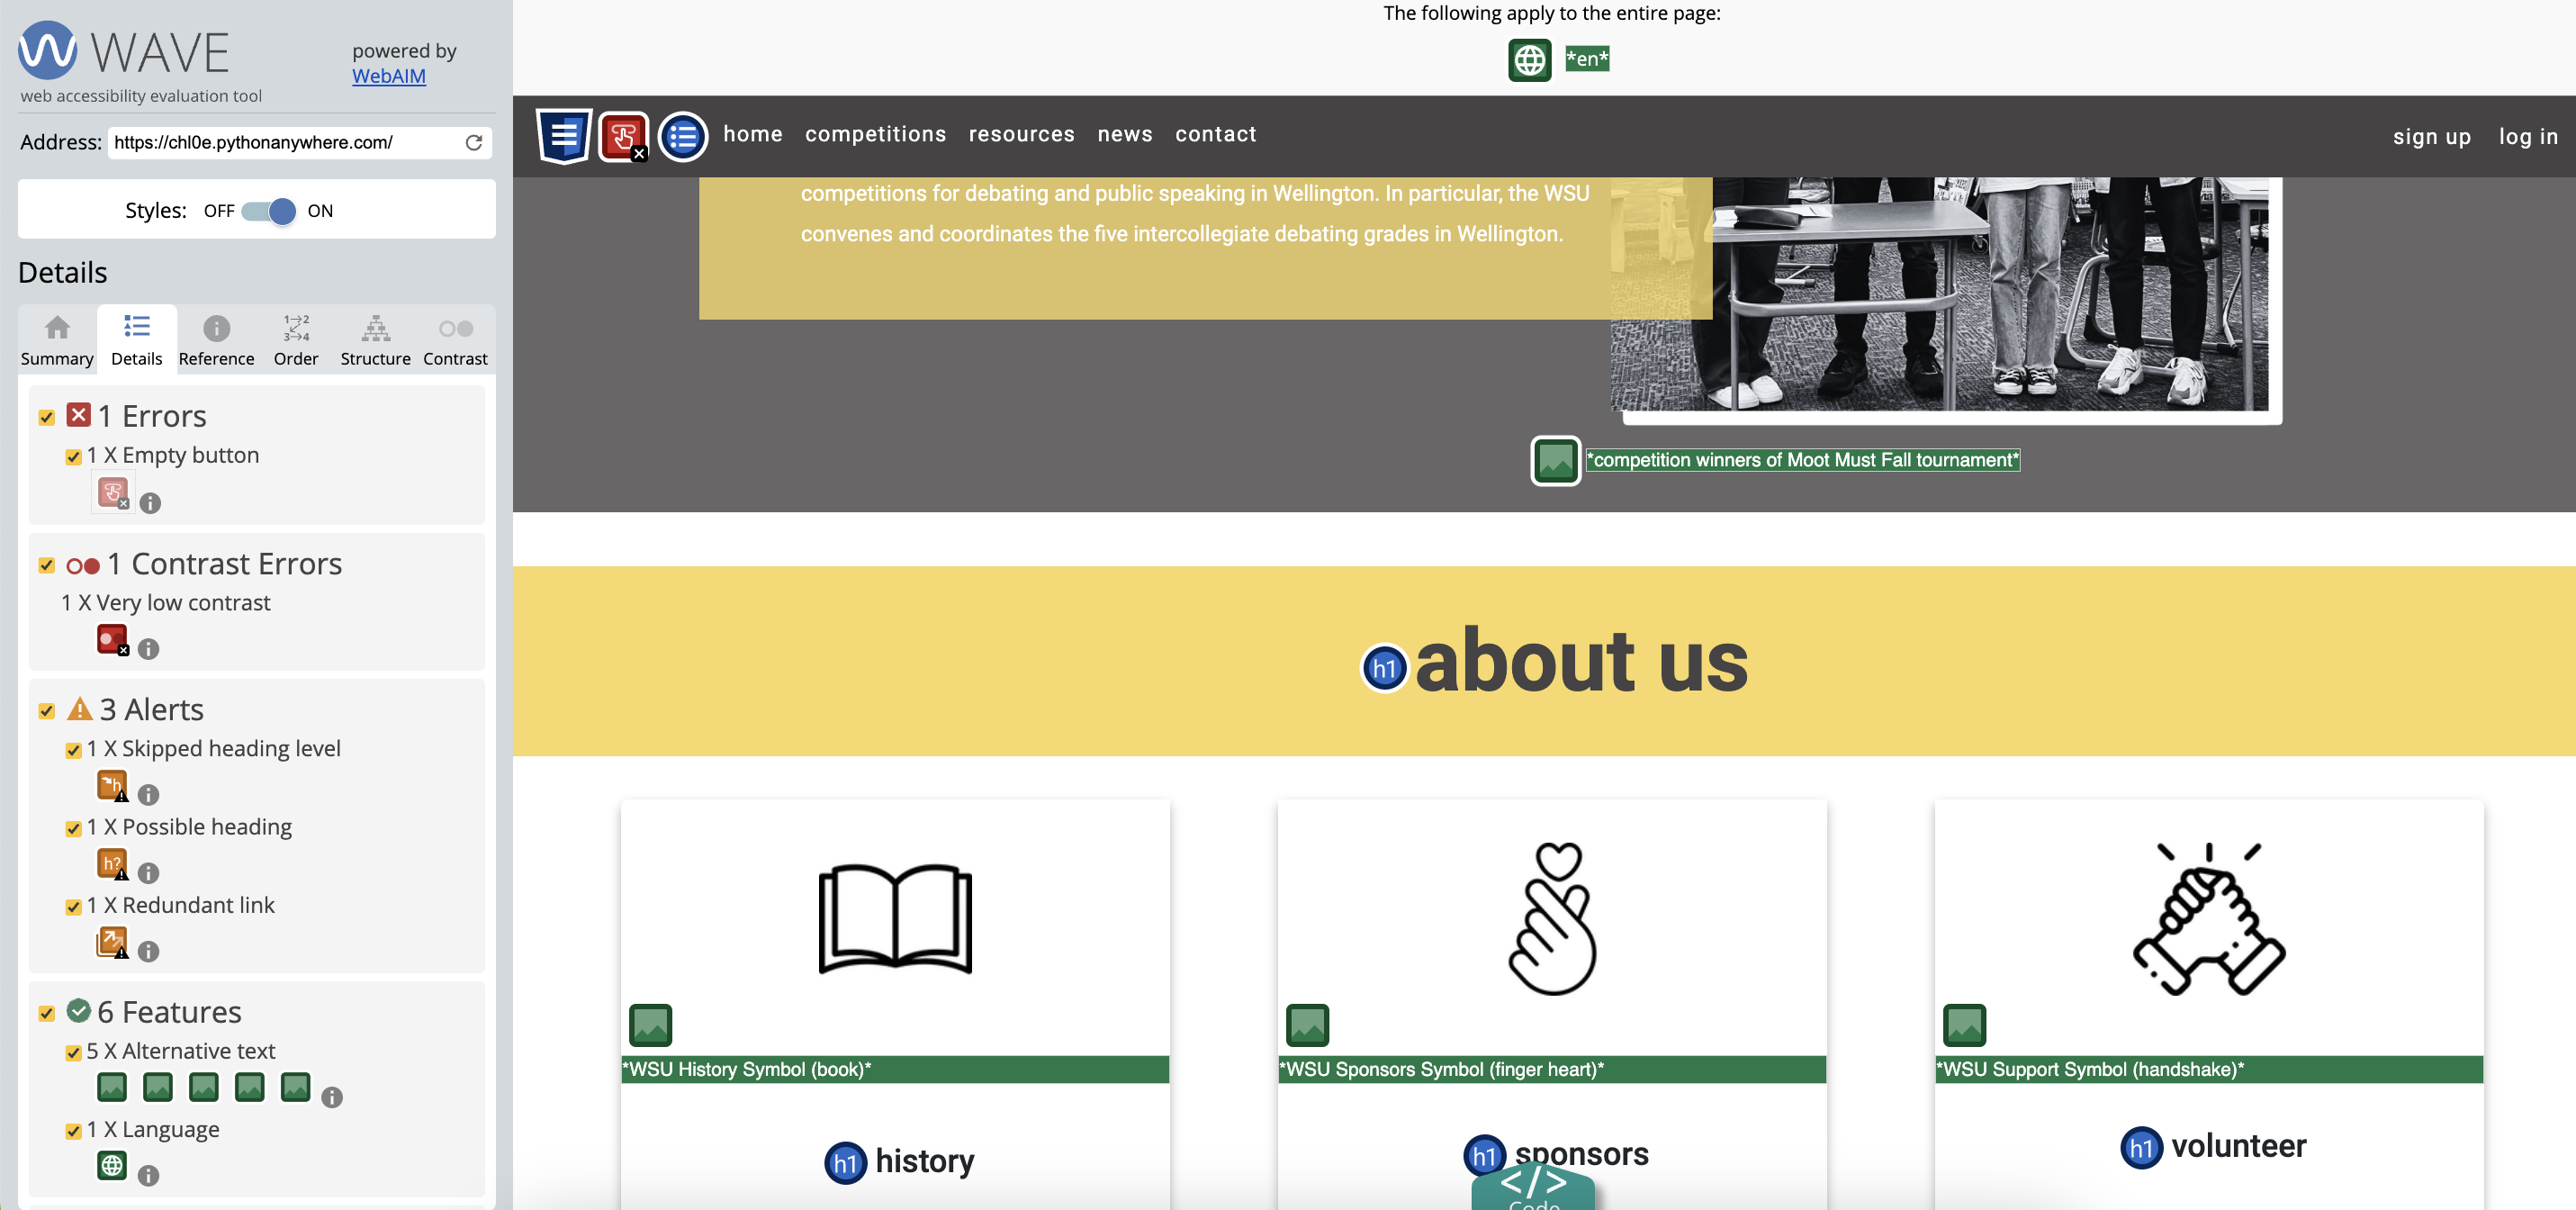 WAVE
powered by
WebAIM
web accessibility evaluation tool
Address: https://chl0e.pythonanywhere.com/
Styles: OFF ON
Details
Summary Details Reference Order Structure Contrast
1 Errors
1 X Empty button
1 Contrast Errors
1 X Very low contrast
3 Alerts
1 X Skipped heading level
1 X Possible heading
h?
1 X Redundant link
6 Features
5 X Alternative text
1 X Language
The following apply to the entire page:
*en*
home competitions resources news contact
sign up log in
competitions for debating and public speaking in Wellington. In particular, the WSU
convenes and coordinates the five intercollegiate debating grades in Wellington.
*competition winners of Moot Must Fall tournament*
h1 about us
*WSU History Symbol (book)*
*WSU Sponsors Symbol (finger heart)*
*WSU Support Symbol (handshake)*
h1 history
h1 sponsors
h1 volunteer
</>
Code